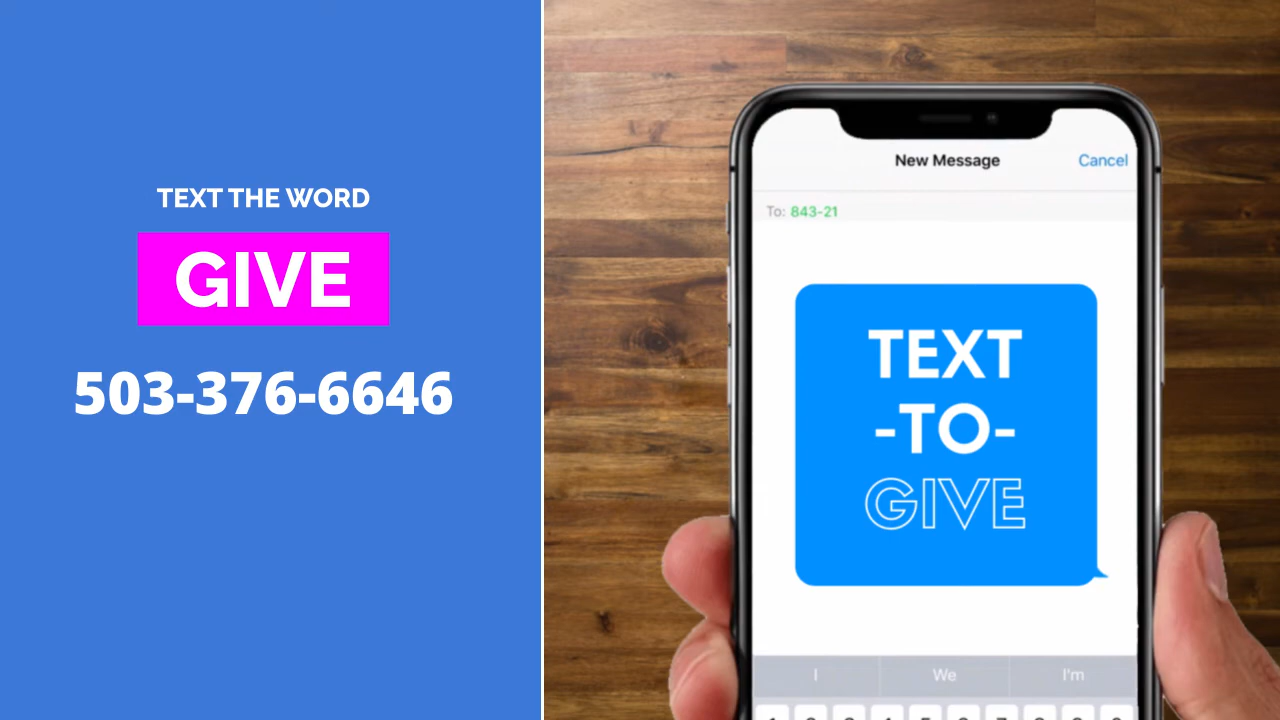 TEXT THE WORD
GIVE
503-376-6646
New Message
Cancel
To: 843-21
TEXT
-TO-
GIVE
I
We
I'm